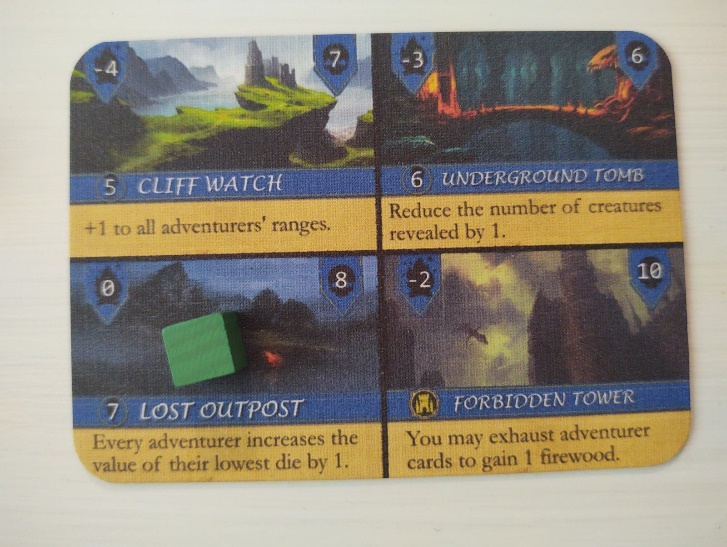 -4 7
5 CLIFF WATCH
+1 to all adventurers' ranges.
-3 6
6 UNDERGROUND TOMB
Reduce the number of creatures
revealed by 1.
0 8
7 LOST OUTPOST
Every adventurer increases the
value of their lowest die by 1.
-2 10
FORBIDDEN TOWER
You may exhaust adventurer
cards to gain 1 firewood.